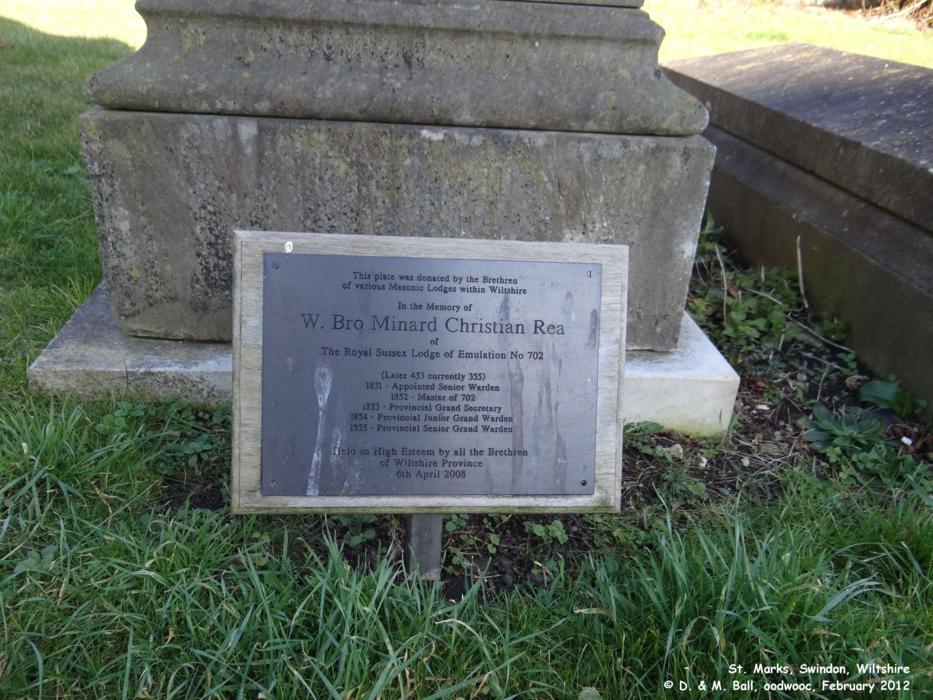 This plate was donated by the Brethren
of various Masonic Lodges within Wiltshire
In the Memory of
W. Bro Minard Christian Rea
of
The Royal Sussex Lodge of Emulation No 702
(Later 453 currently 355)
1831 - Appointed Senior Warden
1852 - Master of 702
1853 - Provincial Grand Secretary
1854 - Provincial Junior Grand Warden
1855 - Provincial Senior Grand Warden
Held in High Esteem by all the Brethren
of Wiltshire Province
6th April 2008
St. Marks, Swindon, Wiltshire
© D. & M. Ball, oodwooc, February 2012